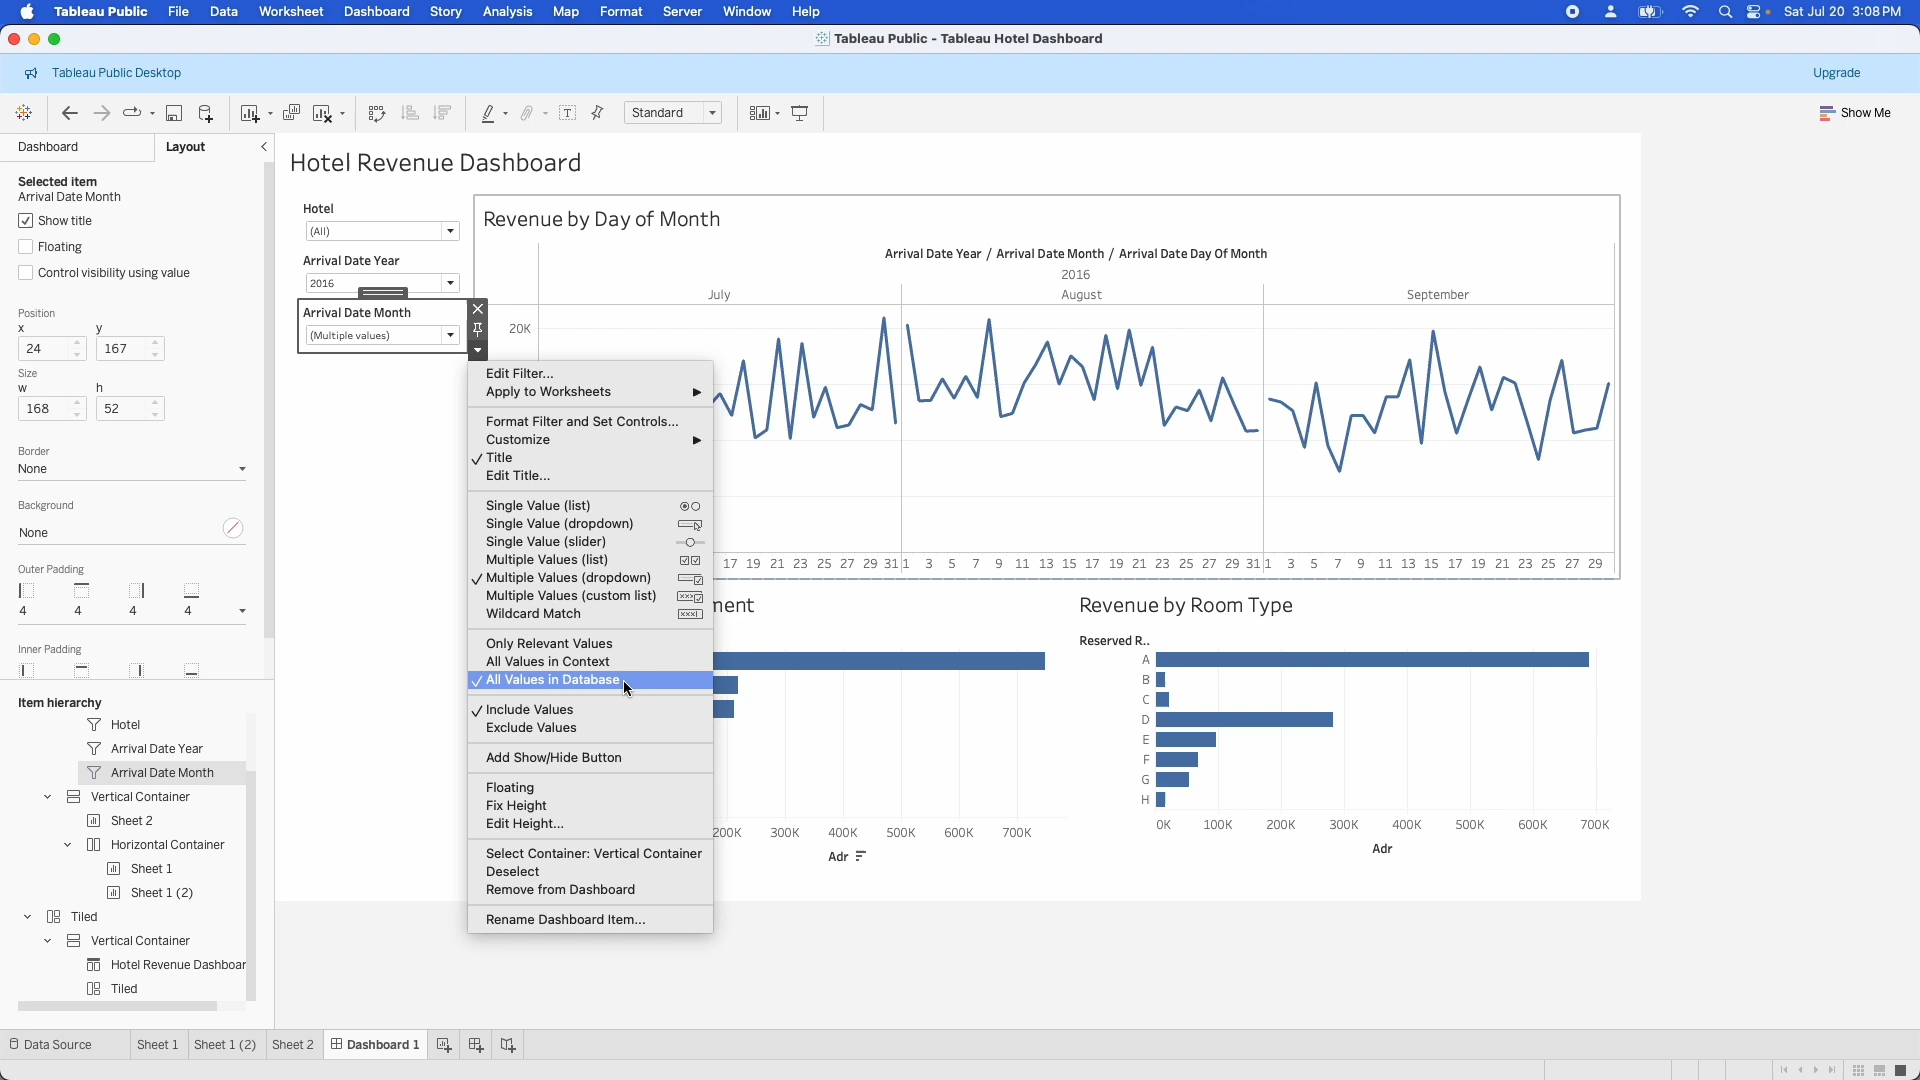 Tableau Public File Data Worksheet Dashboard Story Analysis Map Format Server Window Help Sat Jul 20 3:08 PM
Tableau Public - Tableau Hotel Dashboard
Tableau Public Desktop Upgrade
Standard Show Me
Dashboard Layout
Selected item
Arrival Date Month
Show title
Floating
Control visibility using value
Position
x y
24 167
Size
w h
168 52
Border
None
Background
None
Outer Padding
4 4 4 4
Inner Padding
Item hierarchy
Hotel
Arrival Date Year
Arrival Date Month
Vertical Container
Sheet 2
Horizontal Container
Sheet 1
Sheet 1 (2)
Tiled
Vertical Container
Hotel Revenue Dashboar
Tiled
Hotel Revenue Dashboard
Hotel
(All)
Arrival Date Year
2016
Arrival Date Month
(Multiple values)
Edit Filter...
Apply to Worksheets
Format Filter and Set Controls...
Customize
Title
Edit Title...
Single Value (list)
Single Value (dropdown)
Single Value (slider)
Multiple Values (list)
Multiple Values (dropdown)
Multiple Values (custom list)
Wildcard Match
Only Relevant Values
All Values in Context
All Values in Database
Include Values
Exclude Values
Add Show/Hide Button
Floating
Fix Height
Edit Height...
Select Container: Vertical Container
Deselect
Remove from Dashboard
Rename Dashboard Item...
Revenue by Day of Month
Arrival Date Year / Arrival Date Month / Arrival Date Day Of Month
2016
July August September
20K
17 19 21 23 25 27 29 31 1 3 5 7 9 11 13 15 17 19 21 23 25 27 29 31 1 3 5 7 9 11 13 15 17 19 21 23 25 27 29
ment
200K 300K 400K 500K 600K 700K
Adr
Revenue by Room Type
Reserved R..
A
B
C
D
E
F
G
H
0K 100K 200K 300K 400K 500K 600K 700K
Adr
Data Source Sheet 1 Sheet 1 (2) Sheet 2 Dashboard 1